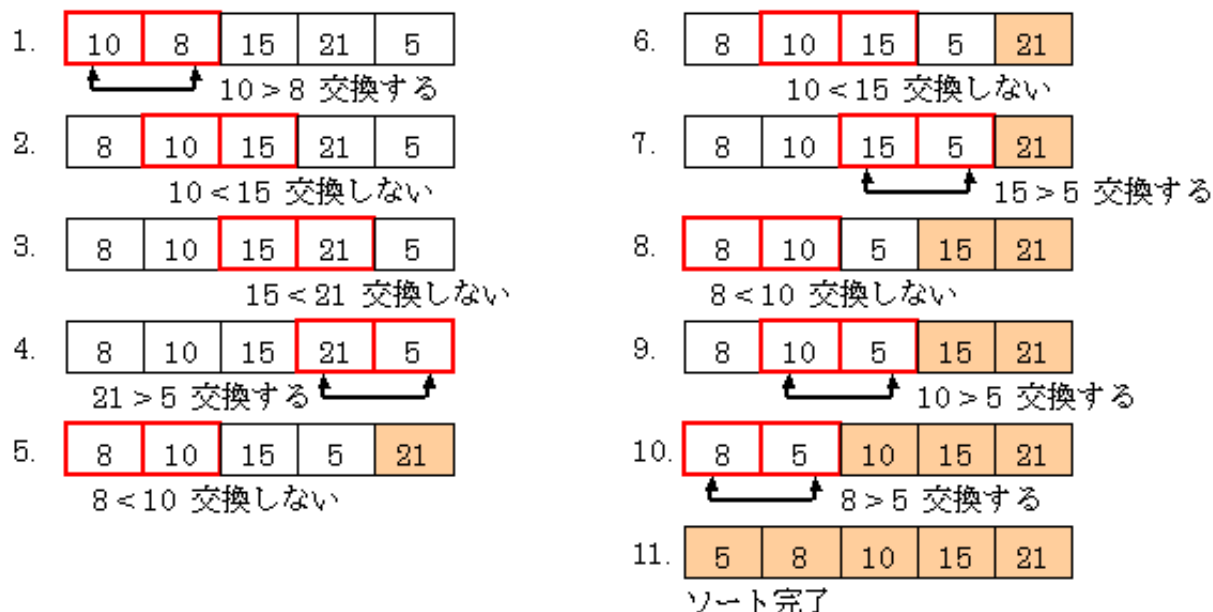 1. 10 8 15 21 5
10>8 交換する
2. 8 10 15 21 5
10<15 交換しない
3. 8 10 15 21 5
15<21 交換しない
4. 8 10 15 21 5
21>5 交換する
5. 8 10 15 5 21
8<10 交換しない
6. 8 10 15 5 21
10<15 交換しない
7. 8 10 15 5 21
15>5 交換する
8. 8 10 5 15 21
8<10 交換しない
9. 8 10 5 15 21
10>5 交換する
10. 8 5 10 15 21
8>5 交換する
11. 5 8 10 15 21
ソート完了